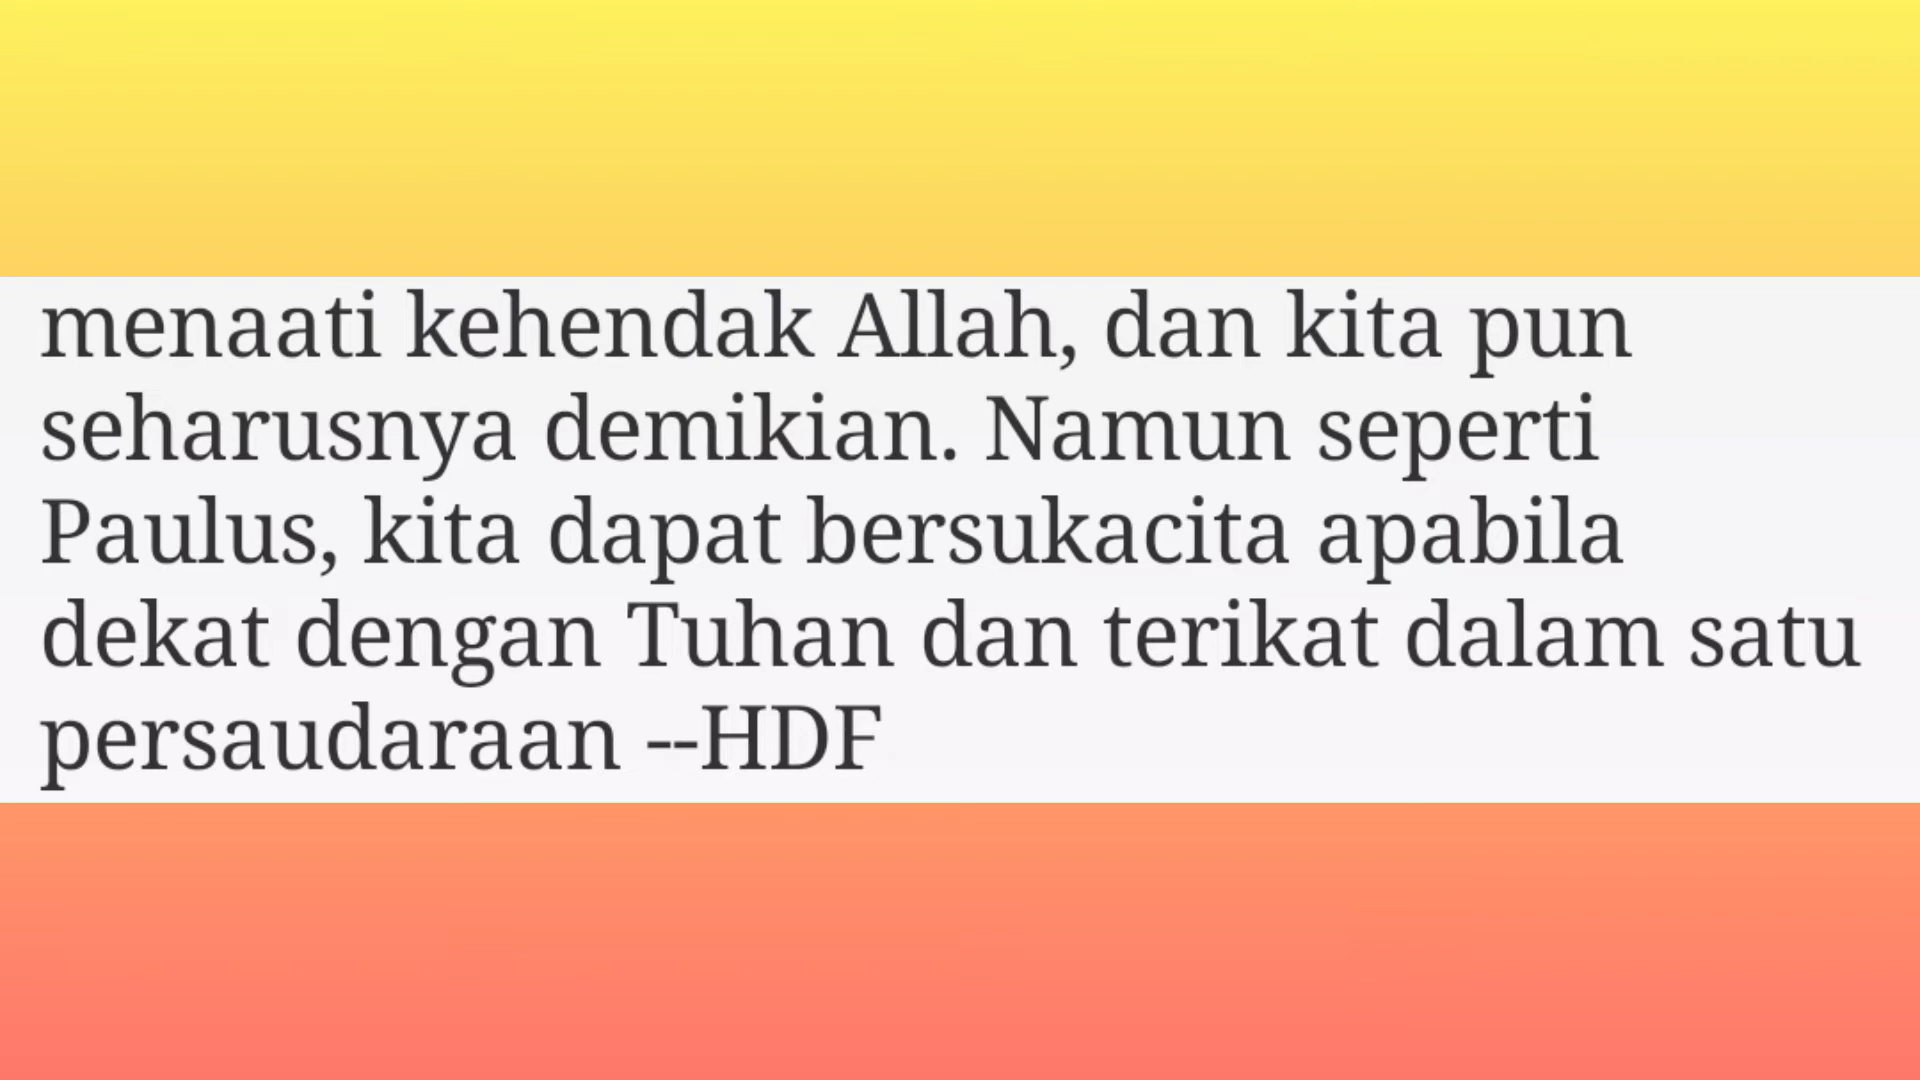 menaati kehendak Allah, dan kita pun
seharusnya demikian. Namun seperti
Paulus, kita dapat bersukacita apabila
dekat dengan Tuhan dan terikat dalam satu
persaudaraan --HDF